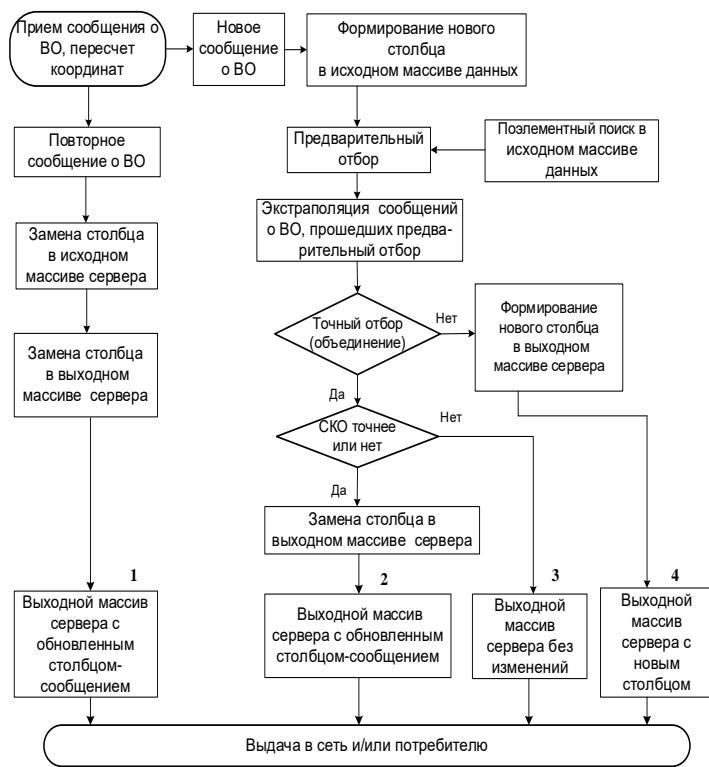 Прием сообщения о
ВО, пересчет
координат
Новое
сообщение
о ВО
Формирование нового
столбца
в исходном массиве данных
Повторное
сообщение о ВО
Предварительный
отбор
Поэлементный поиск в
исходном массиве
данных
Замена столбца
в исходном
массиве сервера
Экстраполяция сообщений
о ВО, прошедших предва-
рительный отбор
Замена столбца
в выходном
массиве сервера
Точный отбор
(объединение)
Нет
Формирование
нового столбца
в выходном
массиве сервера
Да
СКО точнее
или нет
Нет
Да
Замена столбца в
выходном массиве сервера
1
Выходной массив
сервера с
обновленным
столбцом-
сообщением
2
Выходной массив
сервера с обновленным
столбцом-сообщением
3
Выходной
массив
сервера без
изменений
4
Выходной
массив
сервера с
новым
столбцом
Выдача в сеть и/или потребителю